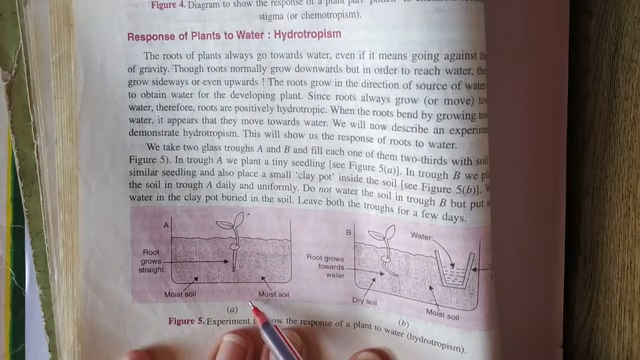 Figure 4. Diagram to show the response of a plant part
stigma (or chemotropism).
Response of Plants to Water : Hydrotropism
The roots of plants always go towards water, even if it means going against
of gravity. Though roots normally grow downwards but in order to reach water,
grow sideways or even upwards ! The roots grow in the direction of source of
to obtain water for the developing plant. Since roots always grow (or move)
water, therefore, roots are positively hydrotropic. When the roots bend by growing
water, it appears that they move towards water. We will now describe an
demonstrate hydrotropism. This will show us the response of roots to water.
We take two glass troughs A and B and fill each one of them two-thirds with soil
Figure 5). In trough A we plant a tiny seedling [see Figure 5(a)]. In trough B we
similar seedling and also place a small 'clay pot' inside the soil [see Figure 5(b)].
the soil in trough A daily and uniformly. Do not water the soil in trough B but put
water in the clay pot buried in the soil. Leave both the troughs for a few days.
A
Root
grows
straight
Moist soil
Moist soil
(a)
B
Water
Root grows
towards
water
Dry soil
Moist soil
(b)
Figure 5. Experiment the response of a plant to water (hydrotropism).